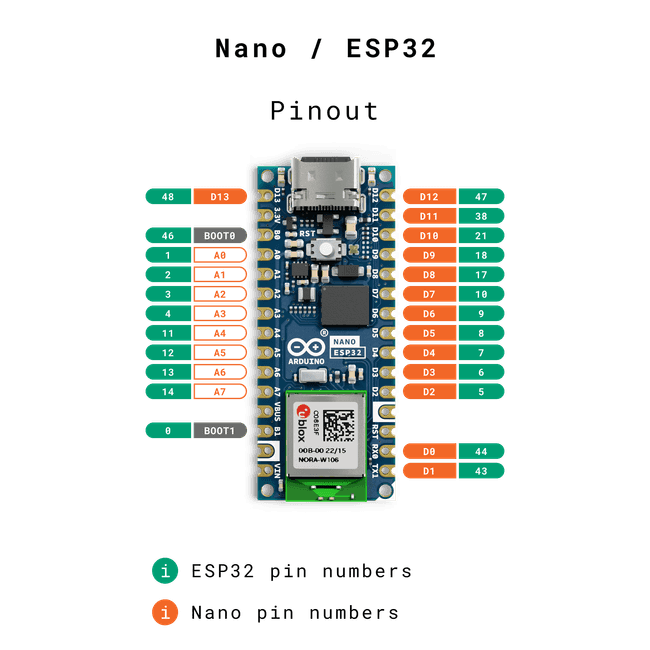 Nano / ESP32
Pinout
48 D13
46 BOOT0
1 A0
2 A1
3 A2
4 A3
11 A4
12 A5
13 A6
14 A7
0 BOOT1
D13
3.3V
B0
A0
A1
A2
A3
A4
A5
A6
A7
VBUS
B1
VIN
RST
NANO
ESP32
ARDUINO
ublox
CD8E3F
00B-00 22/15
NORA-W106
D12
D11
D10
D9
D8
D7
D6
D5
D4
D3
D2
RST
RX0
TX1
D12 47
D11 38
D10 21
D9 18
D8 17
D7 10
D6 9
D5 8
D4 7
D3 6
D2 5
D0 44
D1 43
i ESP32 pin numbers
i Nano pin numbers